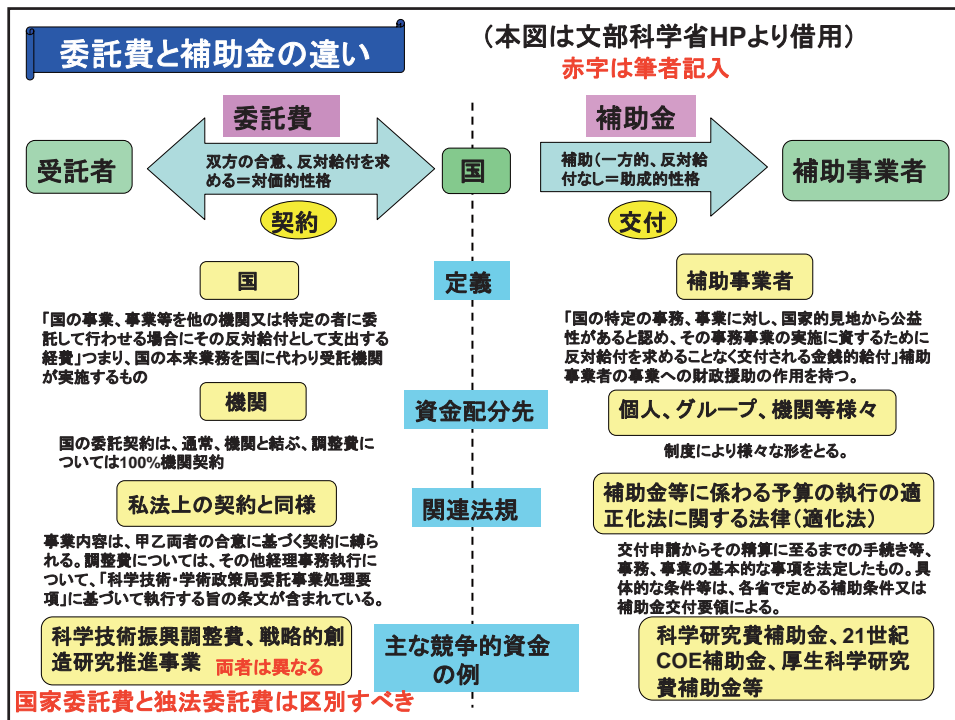 委託費と補助金の違い
（本図は文部科学省HPより借用）
赤字は筆者記入
委託費
補助金
受託者
双方の合意、反対給付を求
める＝対価的性格
国
補助（一方的、反対給
付なし＝助成的性格
補助事業者
契約
交付
国
定義
補助事業者
「国の事業、事業等を他の機関又は特定の者に委
託して行わせる場合にその反対給付として支出する
経費」つまり、国の本来業務を国に代わり受託機関
が実施するもの
「国の特定の事務、事業に対し、国家的見地から公益
性があると認め、その事務事業の実施に資するために
反対給付を求めることなく交付される金銭的給付」補助
事業者の事業への財政援助の作用を持つ。
機関
資金配分先
個人、グループ、機関等様々
国の委託契約は、通常、機関と結ぶ、調整費に
ついては100%機関契約
制度により様々な形をとる。
私法上の契約と同様
関連法規
補助金等に係わる予算の執行の適
正化法に関する法律（適化法）
事業内容は、甲乙両者の合意に基づく契約に縛
られる。調整費については、その他経理事務執行に
ついて、「科学技術・学術政策局委託事業処理要
項」に基づいて執行する旨の条文が含まれている。
交付申請からその精算に至るまでの手続き等、
事務、事業の基本的な事項を法定したもの。具
体的な条件等は、各省で定める補助条件又は
補助金交付要領による。
科学技術振興調整費、戦略的創
造研究推進事業 両者は異なる
主な競争的資金
の例
科学研究費補助金、21世紀
COE補助金、厚生科学研究
費補助金等
国家委託費と独法委託費は区別すべき